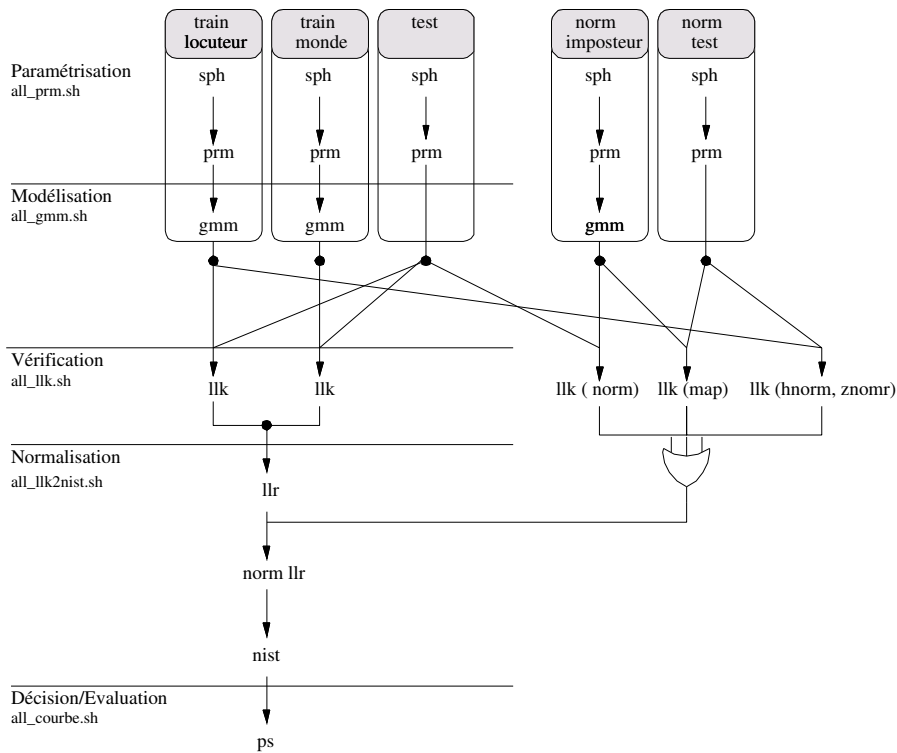 train
locuteur
train
monde
test
norm
imposteur
norm
test
Paramétrisation
all_prm.sh
sph
sph
sph
sph
sph
prm
prm
prm
prm
prm
Modélisation
all_gmm.sh
gmm
gmm
gmm
Vérification
all_llk.sh
llk
llk
llk ( norm)
llk (map)
llk (hnorm, znomr)
Normalisation
all_llk2nist.sh
llr
norm llr
nist
Décision/Evaluation
all_courbe.sh
ps